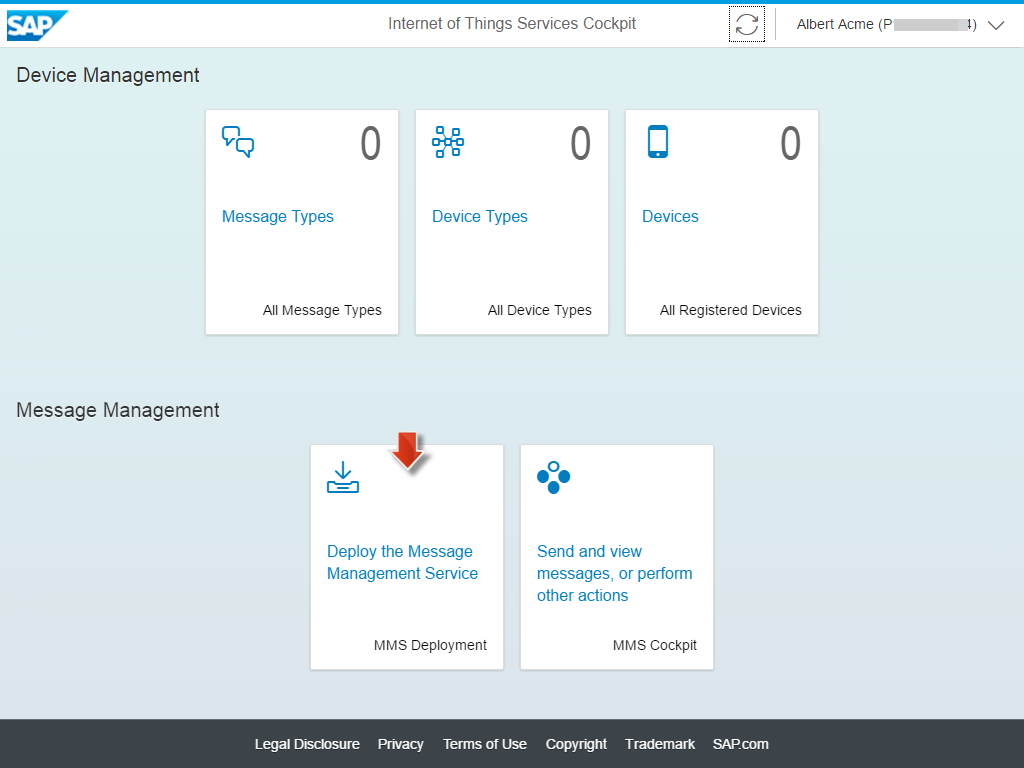 SAP
Internet of Things Services Cockpit
Albert Acme (P 4)
Device Management
0
0
0
Message Types
Device Types
Devices
All Message Types
All Device Types
All Registered Devices
Message Management
Deploy the Message
Management Service
Send and view
messages, or perform
other actions
MMS Deployment
MMS Cockpit
Legal Disclosure
Privacy
Terms of Use
Copyright
Trademark
SAP.com